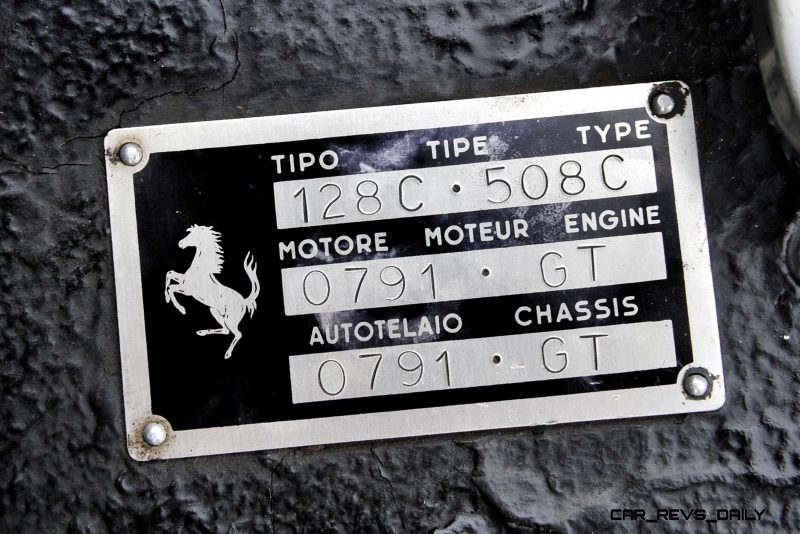 TIPO TIPE TYPE
128C · 508C
MOTORE MOTEUR ENGINE
0791 · GT
AUTOTELAIO CHASSIS
0791 · GT
CAR_REVS_DAILY